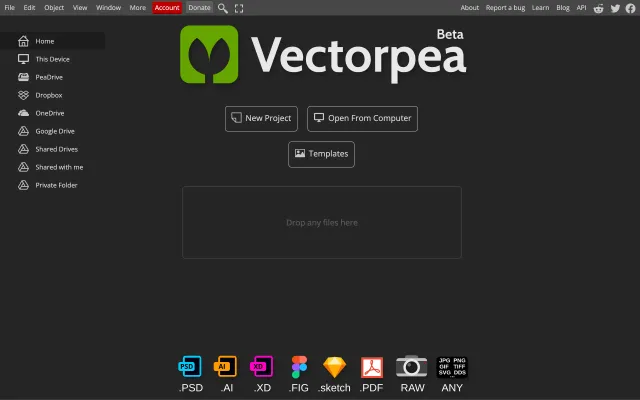 File Edit Object View Window More Account Donate About Report a bug Learn Blog API
Home
This Device
PeaDrive
Dropbox
OneDrive
Google Drive
Shared Drives
Shared with me
Private Folder
Beta
Vectorpea
New Project Open From Computer
Templates
Drop any files here
PSD AI XD JPG PNG
GIF TIFF
SVG DDS
.PSD .AI .XD .FIG .sketch .PDF RAW ANY